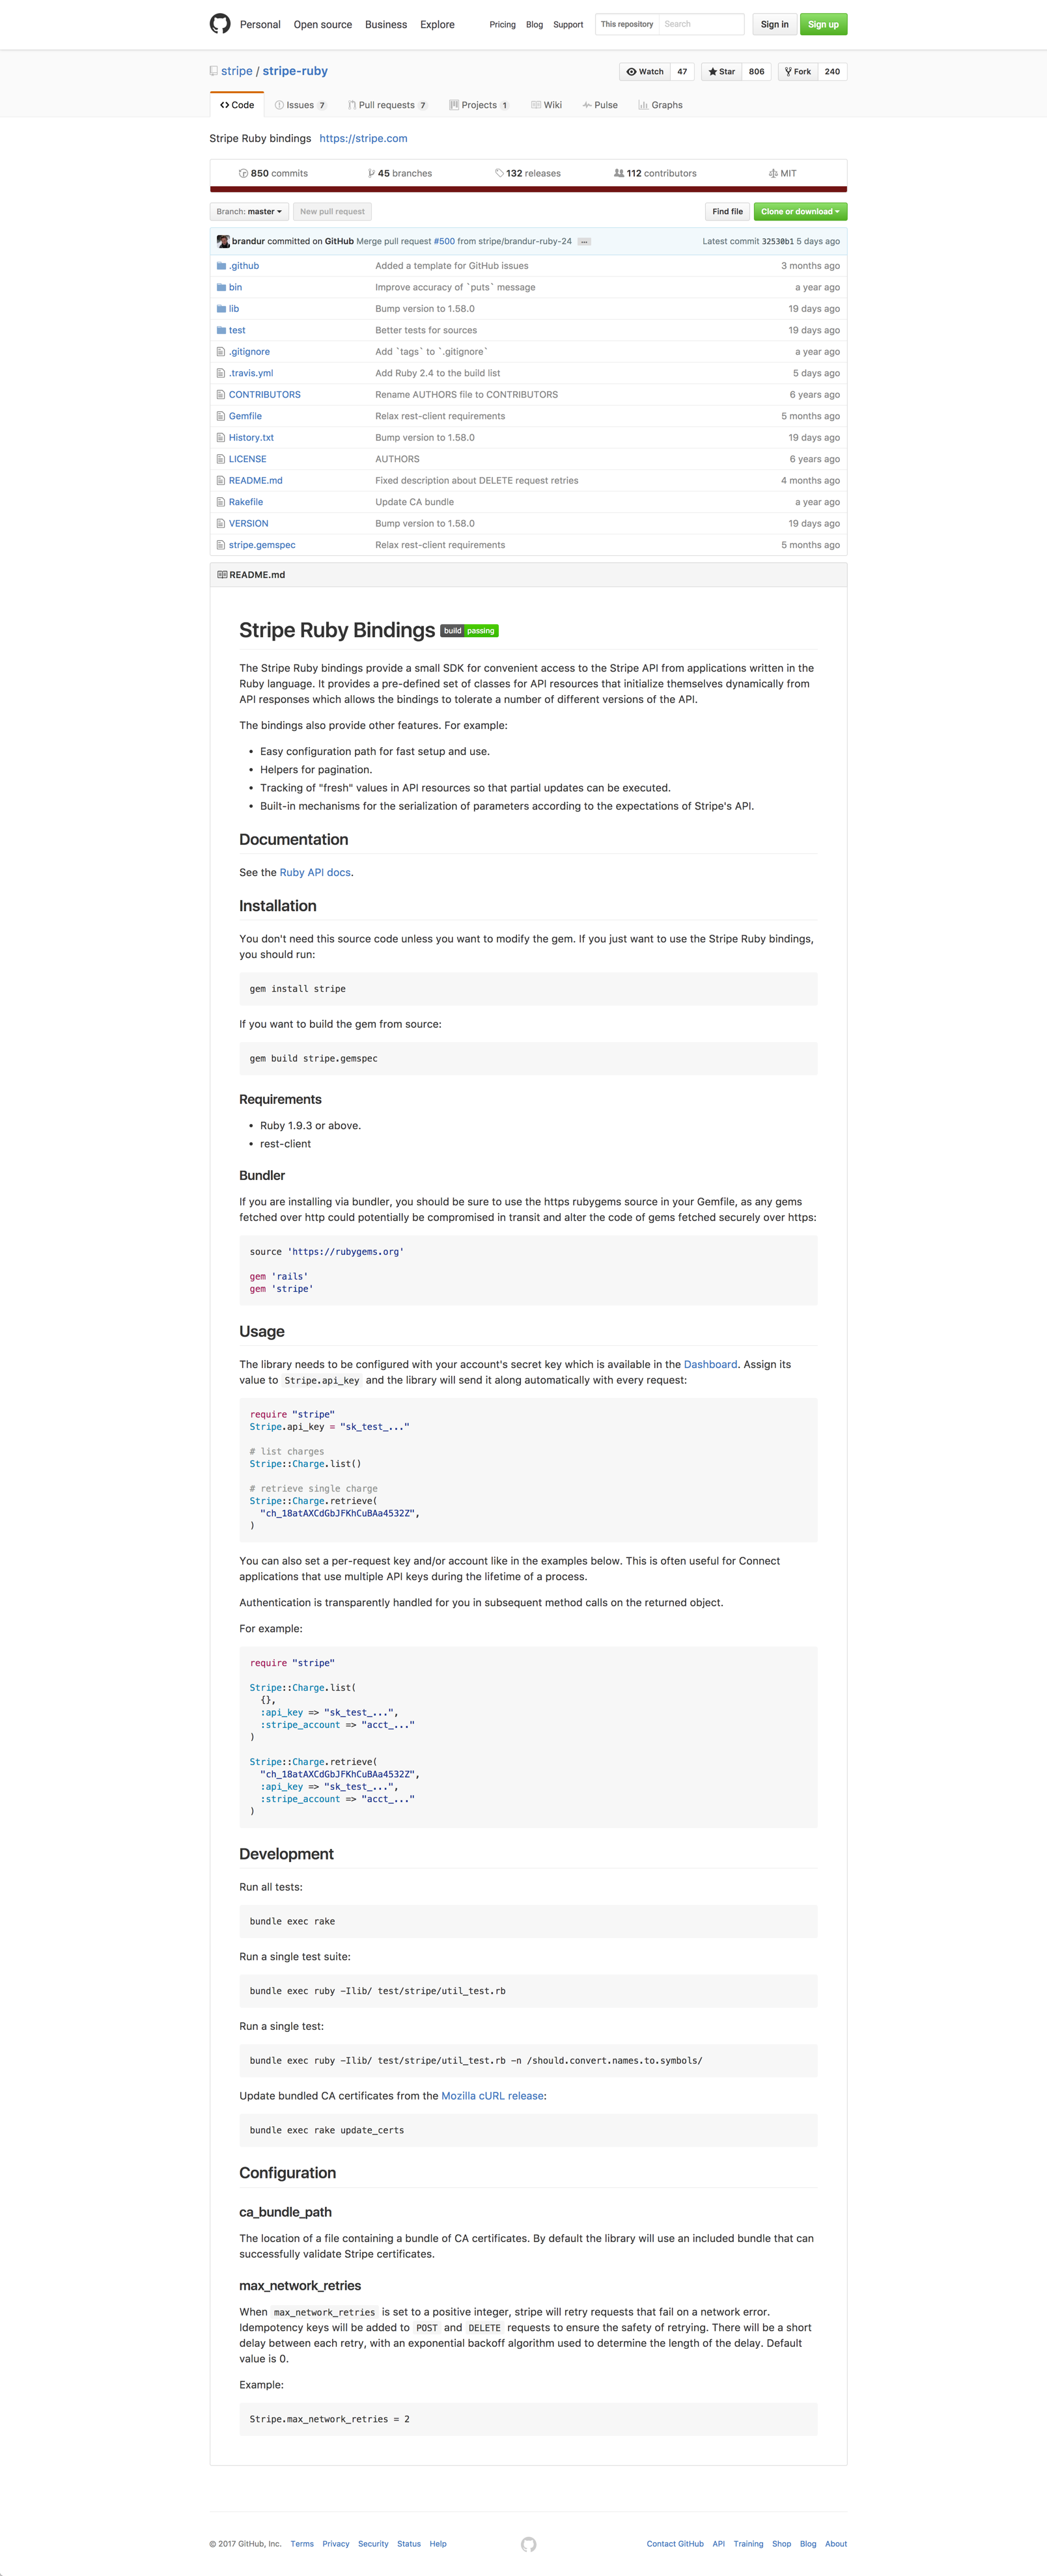 Personal Open source Business Explore Pricing Blog Support This repository Search Sign in Sign up
stripe / stripe-ruby Watch 47 Star 806 Fork 240
Code Issues 7 Pull requests 7 Projects 1 Wiki Pulse Graphs
Stripe Ruby bindings https://stripe.com
850 commits 45 branches 132 releases 112 contributors MIT
Branch: master New pull request Find file Clone or download
brandur committed on GitHub Merge pull request #500 from stripe/brandur-ruby-24 … Latest commit 32530b1 5 days ago
.github Added a template for GitHub issues 3 months ago
bin Improve accuracy of `puts` message a year ago
lib Bump version to 1.58.0 19 days ago
test Better tests for sources 19 days ago
.gitignore Add `tags` to `.gitignore` a year ago
.travis.yml Add Ruby 2.4 to the build list 5 days ago
CONTRIBUTORS Rename AUTHORS file to CONTRIBUTORS 6 years ago
Gemfile Relax rest-client requirements 5 months ago
History.txt Bump version to 1.58.0 19 days ago
LICENSE AUTHORS 6 years ago
README.md Fixed description about DELETE request retries 4 months ago
Rakefile Update CA bundle a year ago
VERSION Bump version to 1.58.0 19 days ago
stripe.gemspec Relax rest-client requirements 5 months ago
README.md
Stripe Ruby Bindings build passing
The Stripe Ruby bindings provide a small SDK for convenient access to the Stripe API from applications written in the
Ruby language. It provides a pre-defined set of classes for API resources that initialize themselves dynamically from
API responses which allows the bindings to tolerate a number of different versions of the API.
The bindings also provide other features. For example:
• Easy configuration path for fast setup and use.
• Helpers for pagination.
• Tracking of "fresh" values in API resources so that partial updates can be executed.
• Built-in mechanisms for the serialization of parameters according to the expectations of Stripe's API.
Documentation
See the Ruby API docs.
Installation
You don't need this source code unless you want to modify the gem. If you just want to use the Stripe Ruby bindings,
you should run:
gem install stripe
If you want to build the gem from source:
gem build stripe.gemspec
Requirements
• Ruby 1.9.3 or above.
• rest-client
Bundler
If you are installing via bundler, you should be sure to use the https rubygems source in your Gemfile, as any gems
fetched over http could potentially be compromised in transit and alter the code of gems fetched securely over https:
source 'https://rubygems.org'
gem 'rails'
gem 'stripe'
Usage
The library needs to be configured with your account's secret key which is available in the Dashboard. Assign its
value to Stripe.api_key and the library will send it along automatically with every request:
require "stripe"
Stripe.api_key = "sk_test_..."
# list charges
Stripe::Charge.list()
# retrieve single charge
Stripe::Charge.retrieve(
"ch_18atAXCdGbJFKhCuBAa4532Z",
)
You can also set a per-request key and/or account like in the examples below. This is often useful for Connect
applications that use multiple API keys during the lifetime of a process.
Authentication is transparently handled for you in subsequent method calls on the returned object.
For example:
require "stripe"
Stripe::Charge.list(
{},
:api_key => "sk_test_...",
:stripe_account => "acct_..."
)
Stripe::Charge.retrieve(
"ch_18atAXCdGbJFKhCuBAa4532Z",
:api_key => "sk_test_...",
:stripe_account => "acct_..."
)
Development
Run all tests:
bundle exec rake
Run a single test suite:
bundle exec ruby -Ilib/ test/stripe/util_test.rb
Run a single test:
bundle exec ruby -Ilib/ test/stripe/util_test.rb -n /should.convert.names.to.symbols/
Update bundled CA certificates from the Mozilla cURL release:
bundle exec rake update_certs
Configuration
ca_bundle_path
The location of a file containing a bundle of CA certificates. By default the library will use an included bundle that can
successfully validate Stripe certificates.
max_network_retries
When max_network_retries is set to a positive integer, stripe will retry requests that fail on a network error.
Idempotency keys will be added to POST and DELETE requests to ensure the safety of retrying. There will be a short
delay between each retry, with an exponential backoff algorithm used to determine the length of the delay. Default
value is 0.
Example:
Stripe.max_network_retries = 2
© 2017 GitHub, Inc. Terms Privacy Security Status Help Contact GitHub API Training Shop Blog About